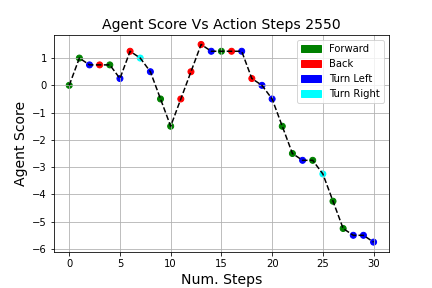 Agent Score Vs Action Steps 2550
Forward
Back
Turn Left
Turn Right
Agent Score
1
0
−1
−2
−3
−4
−5
−6
0 5 10 15 20 25 30
Num. Steps